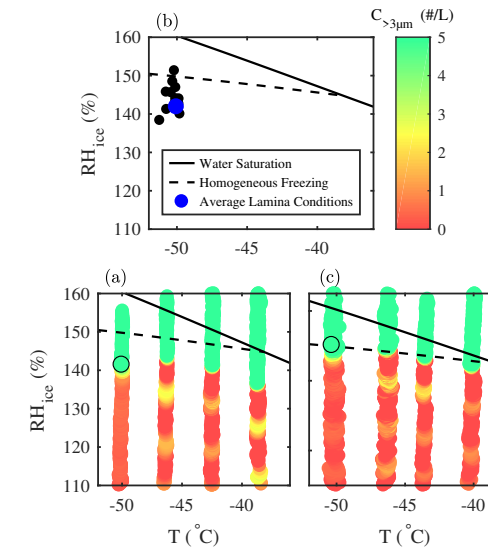 (b)
C>3μm (#/L)
160
150
140
130
120
110
RHice (%)
Water Saturation
Homogeneous Freezing
Average Lamina Conditions
-50
-45
-40
5
4
3
2
1
0
(a)
(c)
160
150
140
130
120
110
RHice (%)
-50
-45
-40
-50
-45
-40
T (°C)
T (°C)